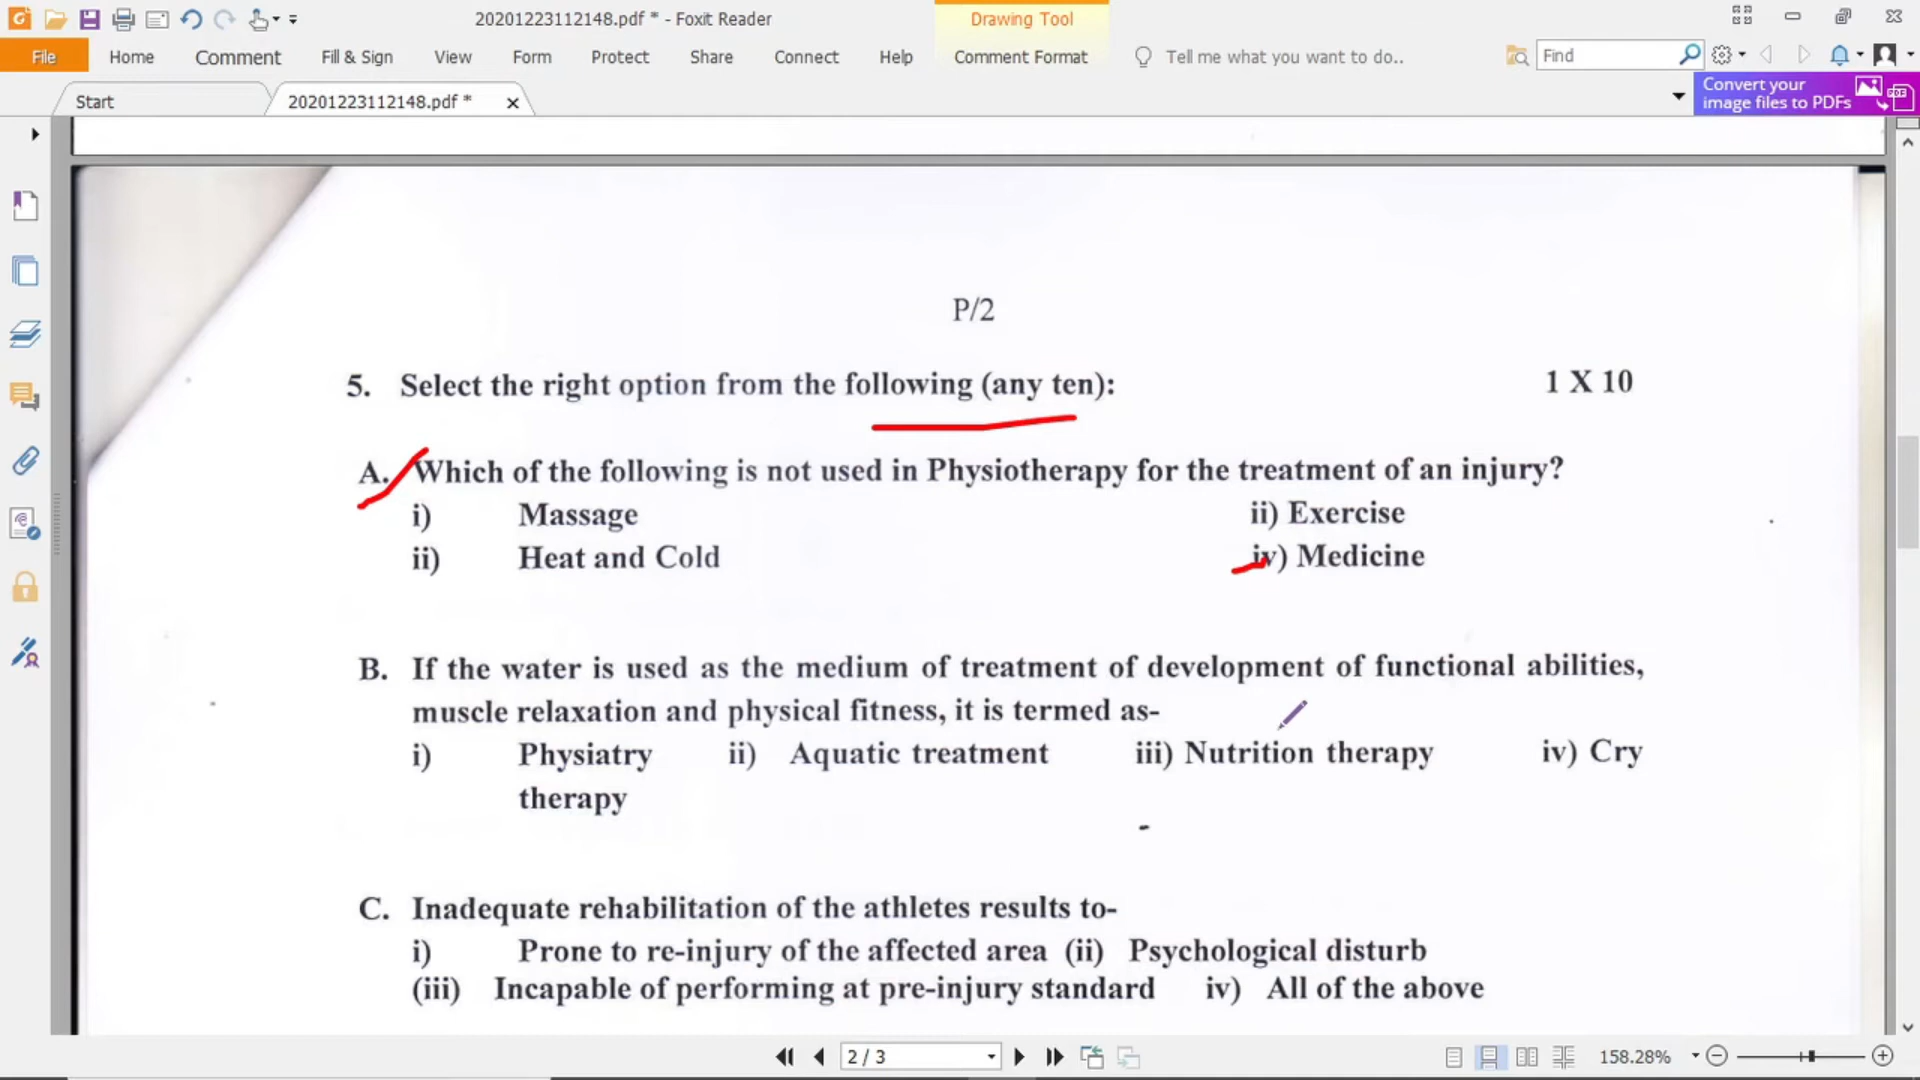 20201223112148.pdf * - Foxit Reader
Drawing Tool
File Home Comment Fill & Sign View Form Protect Share Connect Help Comment Format Tell me what you want to do.. Find
Start 20201223112148.pdf *
Convert your
image files to PDFs
P/2
5. Select the right option from the following (any ten): 1 X 10
A. Which of the following is not used in Physiotherapy for the treatment of an injury?
i) Massage ii) Exercise
ii) Heat and Cold iv) Medicine
B. If the water is used as the medium of treatment of development of functional abilities,
muscle relaxation and physical fitness, it is termed as-
i) Physiatry ii) Aquatic treatment iii) Nutrition therapy iv) Cry
therapy
C. Inadequate rehabilitation of the athletes results to-
i) Prone to re-injury of the affected area (ii) Psychological disturb
(iii) Incapable of performing at pre-injury standard iv) All of the above
2 / 3
158.28%